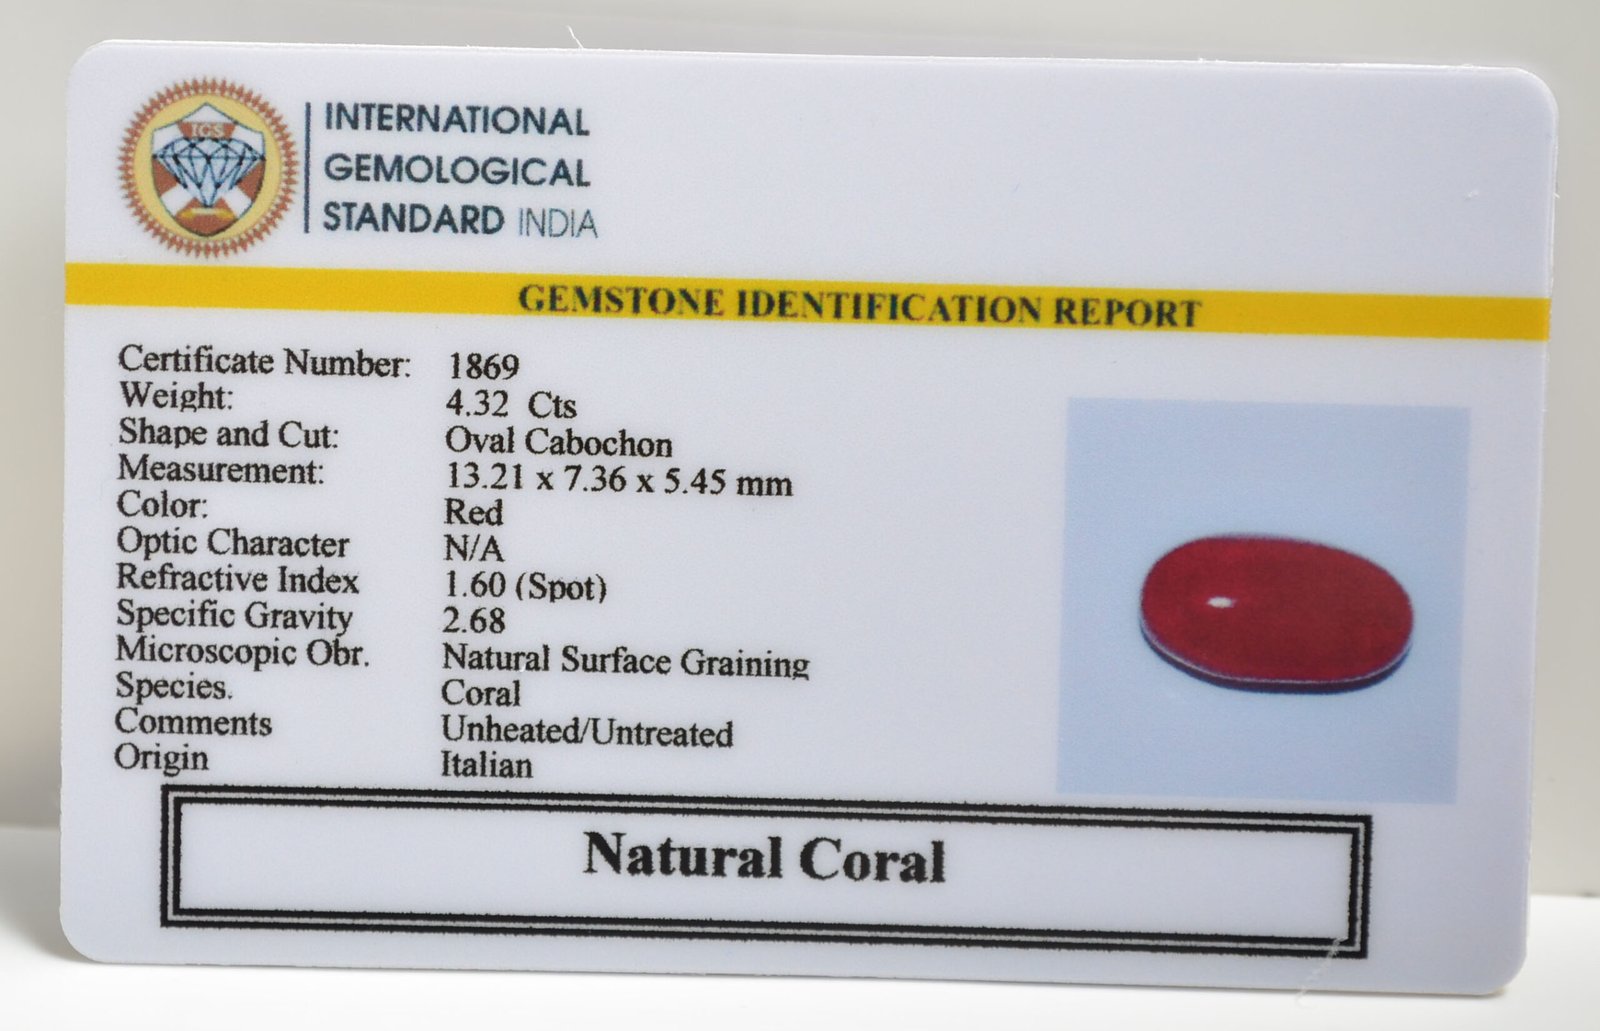 IGS
INTERNATIONAL
GEMOLOGICAL
STANDARD INDIA
GEMSTONE IDENTIFICATION REPORT
Certificate Number: 1869
Weight: 4.32 Cts
Shape and Cut: Oval Cabochon
Measurement: 13.21 x 7.36 x 5.45 mm
Color: Red
Optic Character N/A
Refractive Index 1.60 (Spot)
Specific Gravity 2.68
Microscopic Obr. Natural Surface Graining
Species. Coral
Comments Unheated/Untreated
Origin Italian
Natural Coral